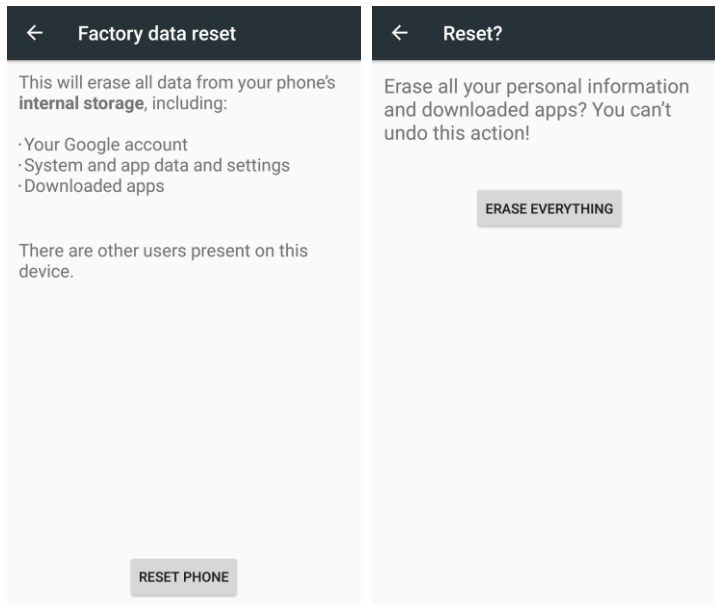 Factory data reset
This will erase all data from your phone's
internal storage, including:
·Your Google account
·System and app data and settings
·Downloaded apps
There are other users present on this
device.
RESET PHONE
Reset?
Erase all your personal information
and downloaded apps? You can't
undo this action!
ERASE EVERYTHING